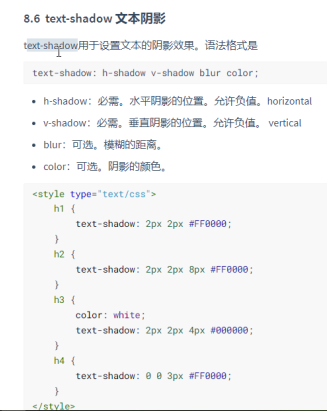 8.6 text-shadow 文本阴影
text-shadow用于设置文本的阴影效果。语法格式是
text-shadow: h-shadow v-shadow blur color;
• h-shadow：必需。水平阴影的位置。允许负值。horizontal
• v-shadow：必需。垂直阴影的位置。允许负值。 vertical
• blur：可选。模糊的距离。
• color：可选。阴影的颜色。
<style type="text/css">
    h1 {
        text-shadow: 2px 2px #FF0000;
    }
    h2 {
        text-shadow: 2px 2px 8px #FF0000;
    }
    h3 {
        color: white;
        text-shadow: 2px 2px 4px #000000;
    }
    h4 {
        text-shadow: 0 0 3px #FF0000;
    }
</style>